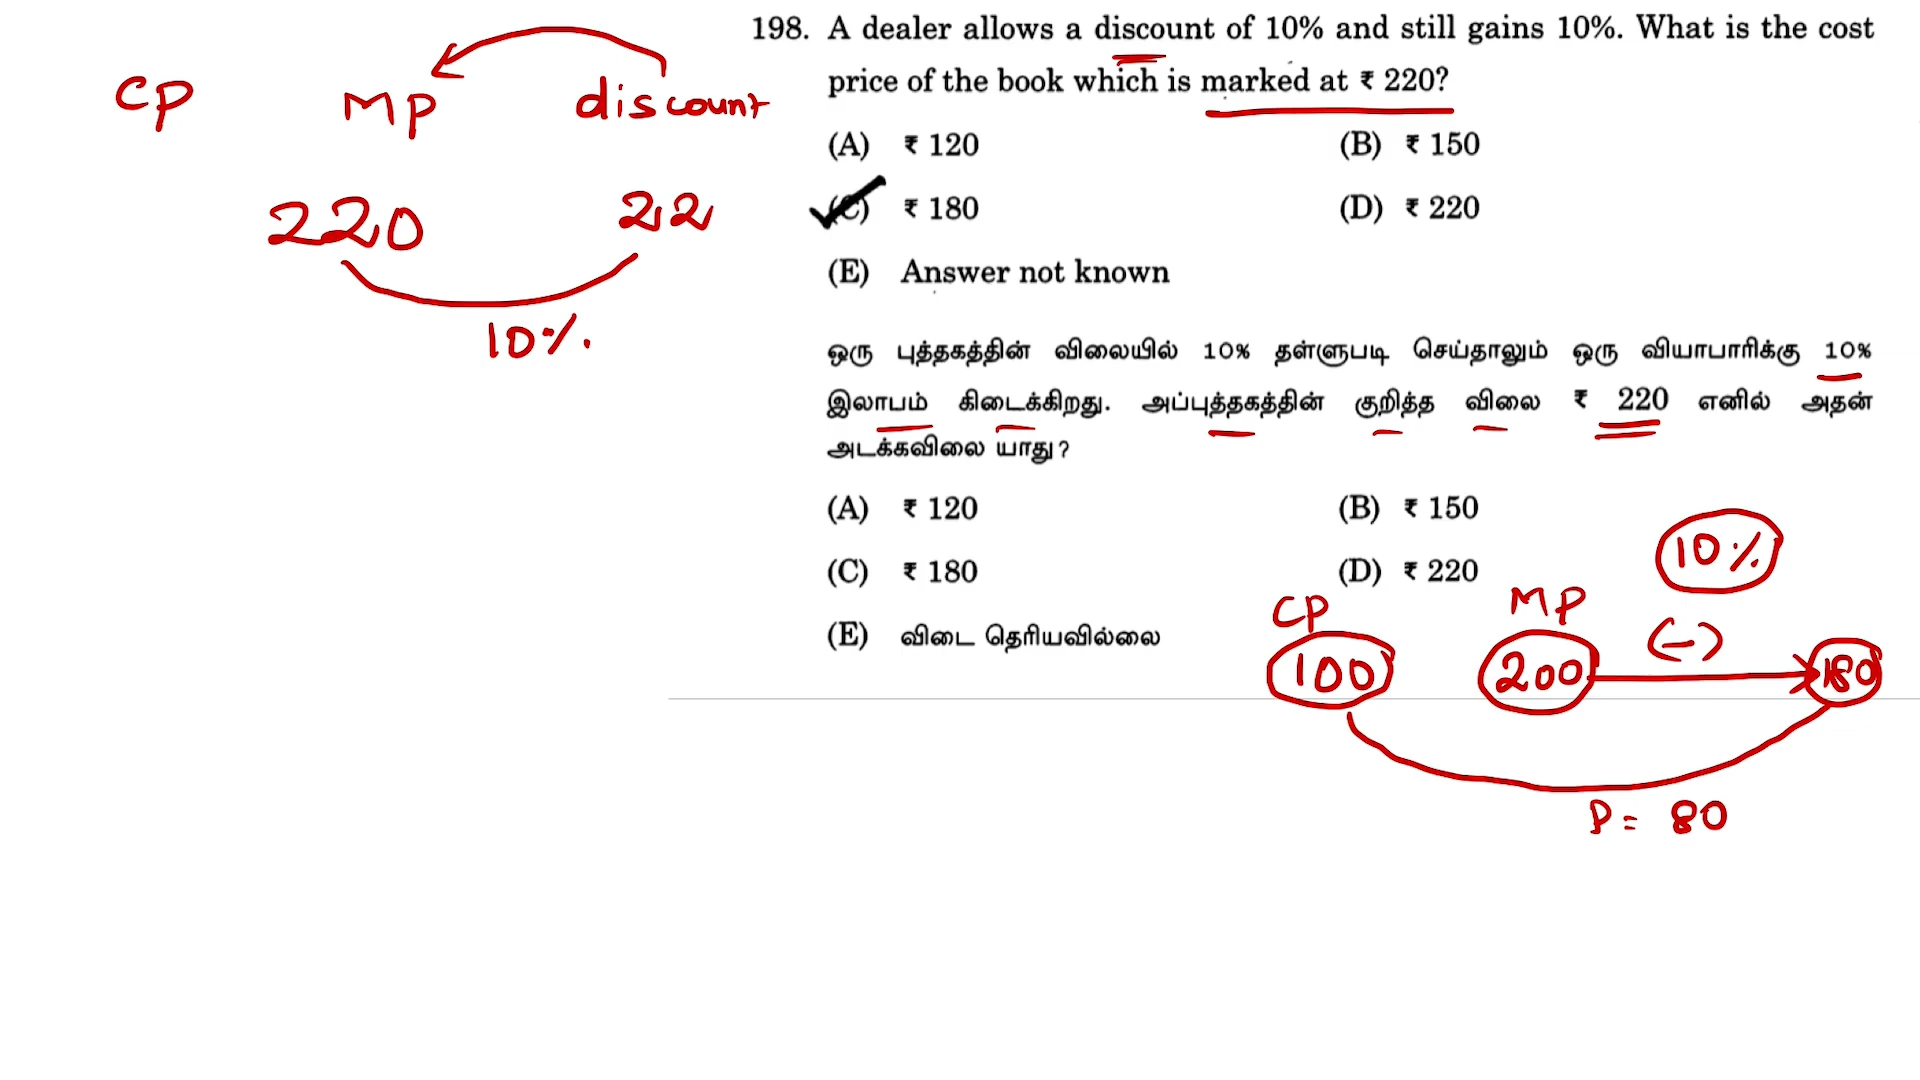 CP MP discount
220 22
10%.
198. A dealer allows a discount of 10% and still gains 10%. What is the cost
price of the book which is marked at ₹ 220?
(A) ₹ 120 (B) ₹ 150
(C) ₹ 180 (D) ₹ 220
(E) Answer not known
ஒரு புத்தகத்தின் விலையில் 10% தள்ளுபடி செய்தாலும் ஒரு வியாபாரிக்கு 10%
இலாபம் கிடைக்கிறது. அப்புத்தகத்தின் குறித்த விலை ₹ 220 எனில் அதன்
அடக்கவிலை யாது?
(A) ₹ 120 (B) ₹ 150
(C) ₹ 180 (D) ₹ 220
(E) விடை தெரியவில்லை
10%
CP MP (-)
100 200 180
P = 80